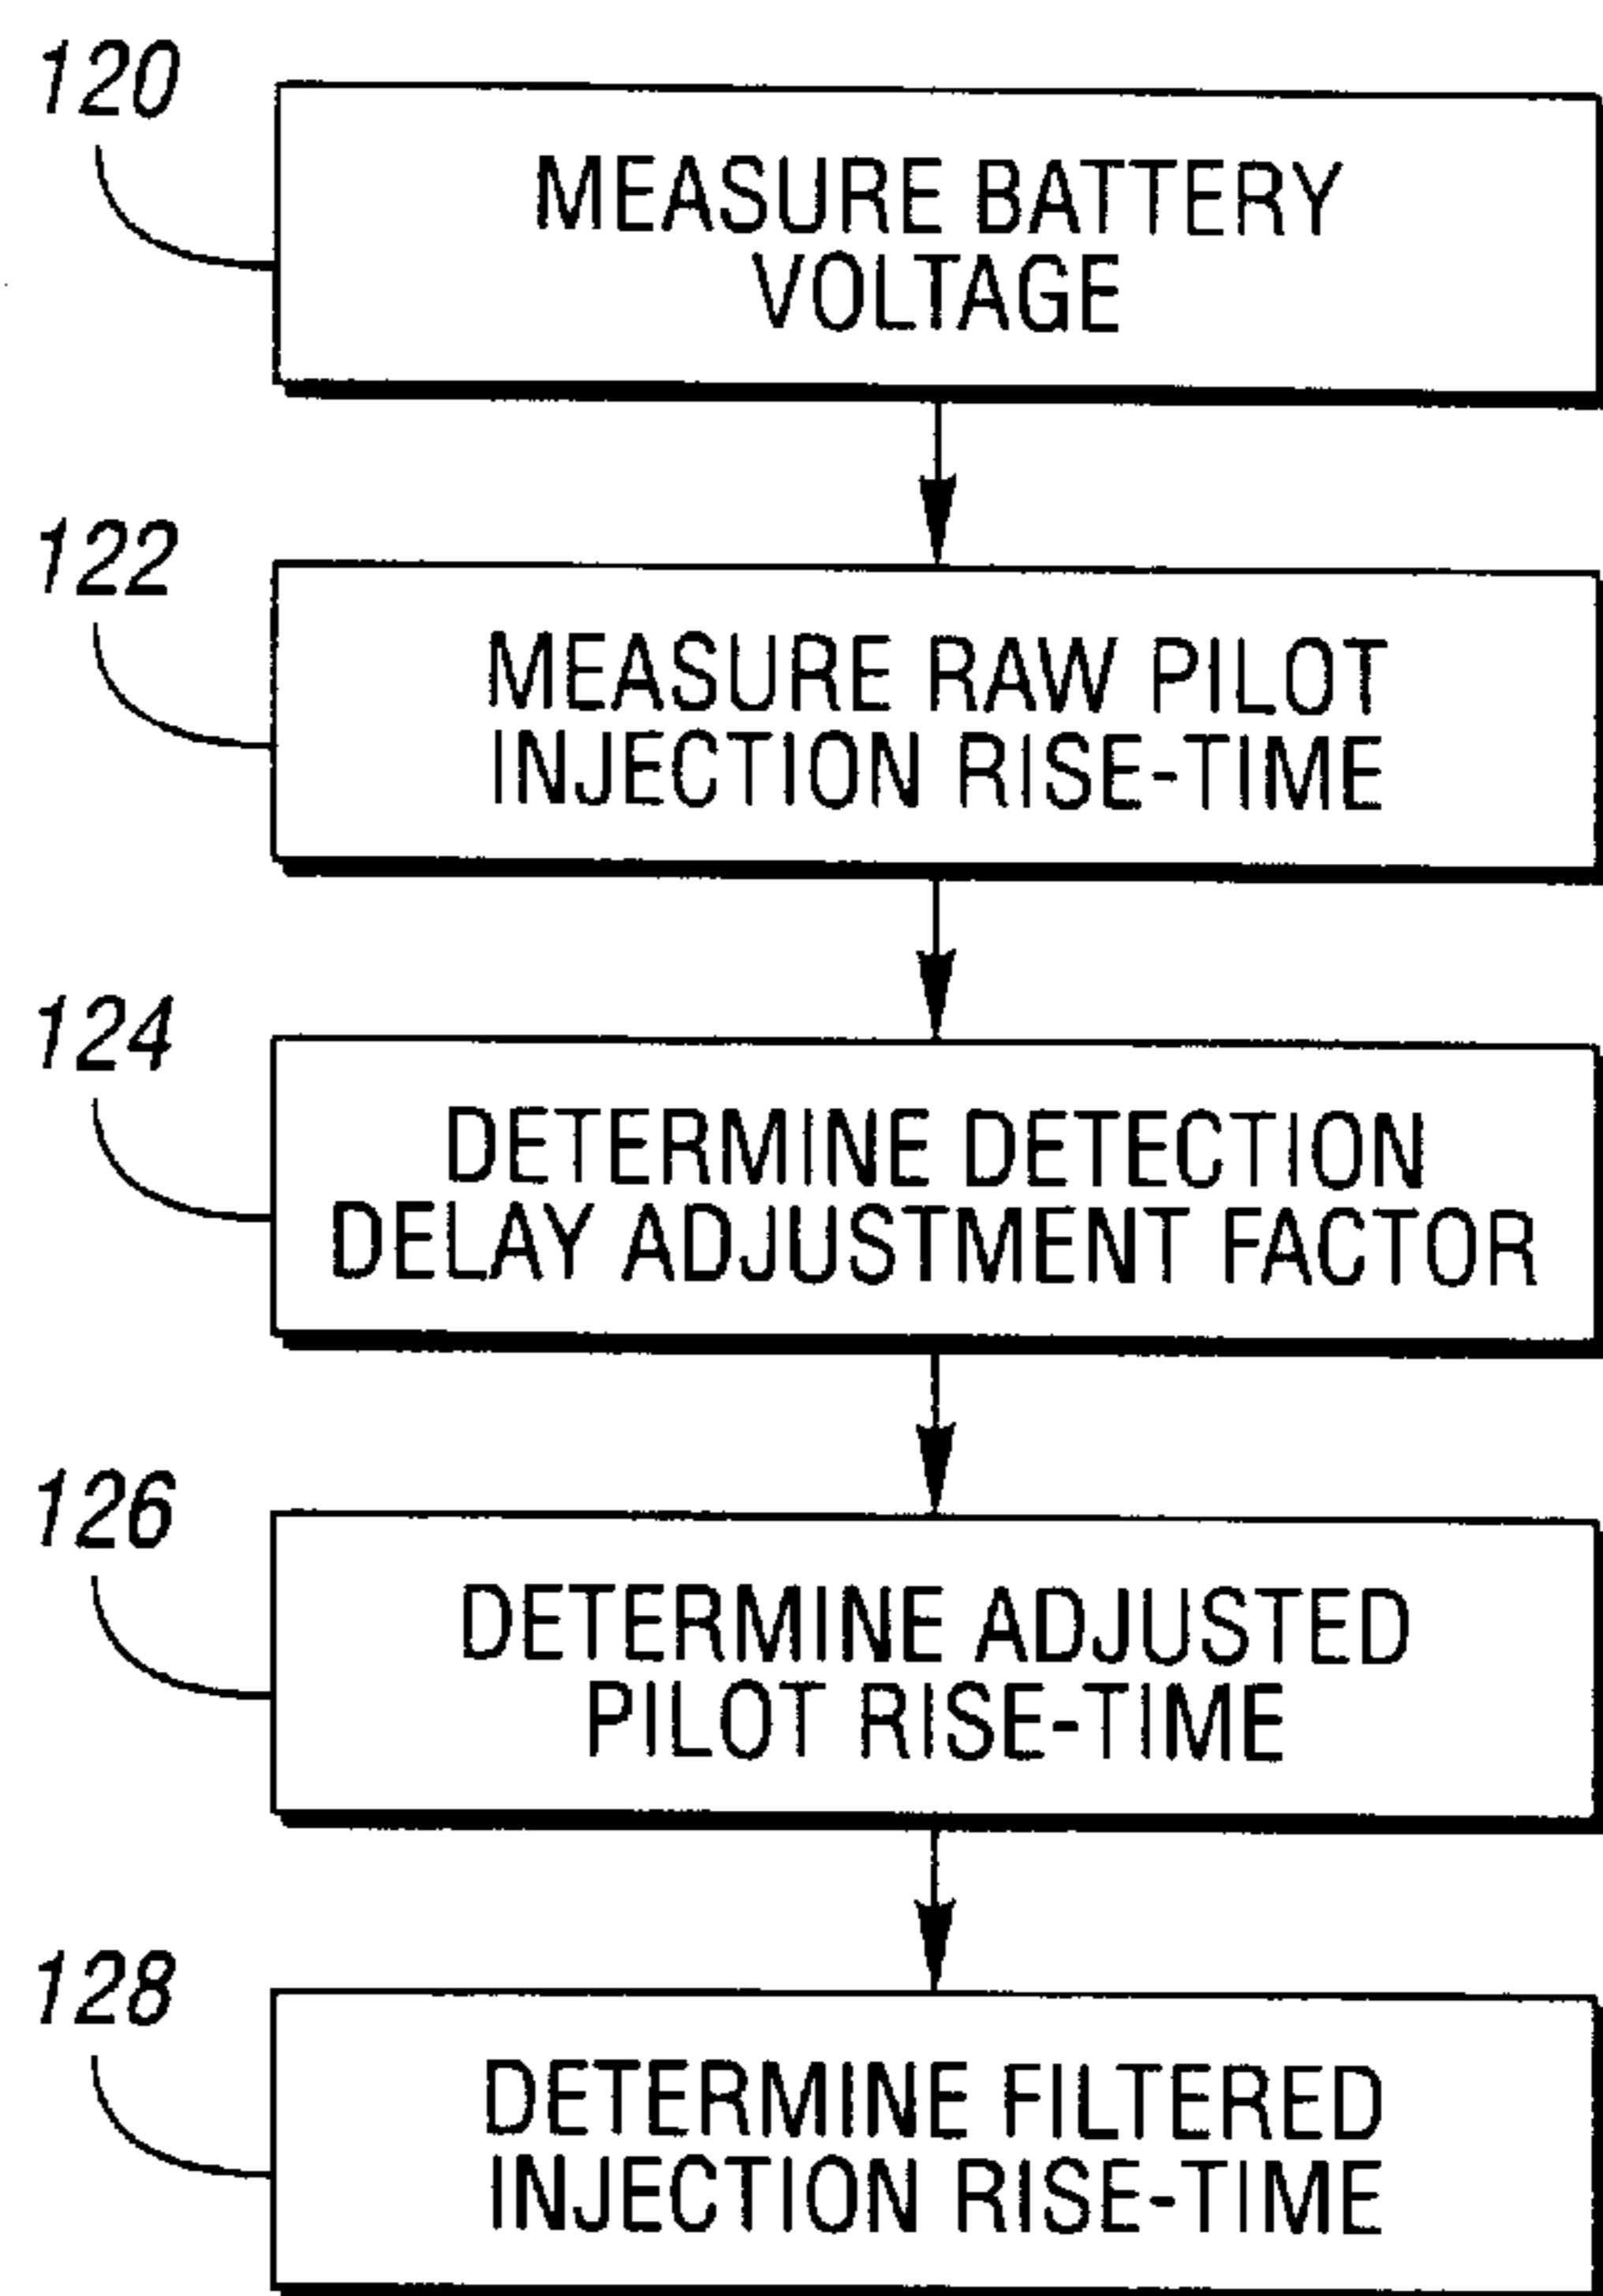 120
MEASURE BATTERY
VOLTAGE
122
MEASURE RAW PILOT
INJECTION RISE-TIME
124
DETERMINE DETECTION
DELAY ADJUSTMENT FACTOR
126
DETERMINE ADJUSTED
PILOT RISE-TIME
128
DETERMINE FILTERED
INJECTION RISE-TIME